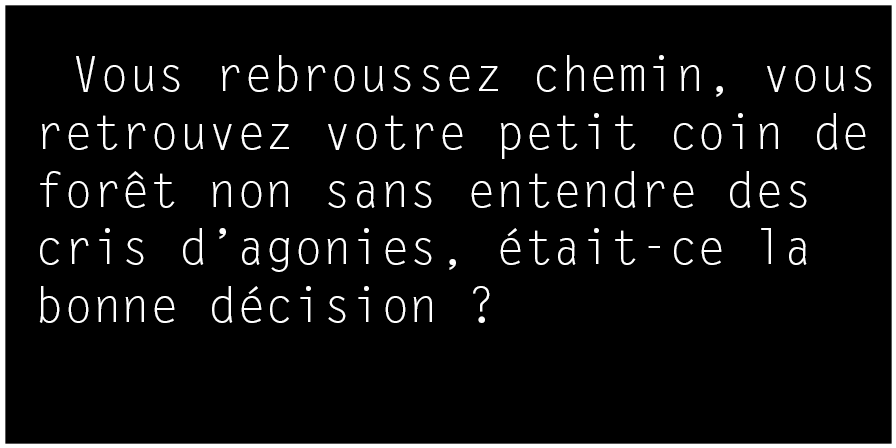 Vous rebroussez chemin, vous
retrouvez votre petit coin de
forêt non sans entendre des
cris d’agonies, était-ce la
bonne décision ?